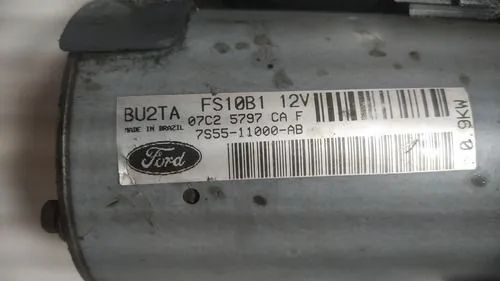 BU2TA FS10B1 12V
MADE IN BRAZIL 07C2 5797 CA F
7S55-11000-AB
Ford
0.9KW